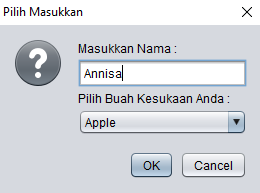 Pilih Masukkan
Masukkan Nama :
Annisa
Pilih Buah Kesukaan Anda :
Apple
OK Cancel